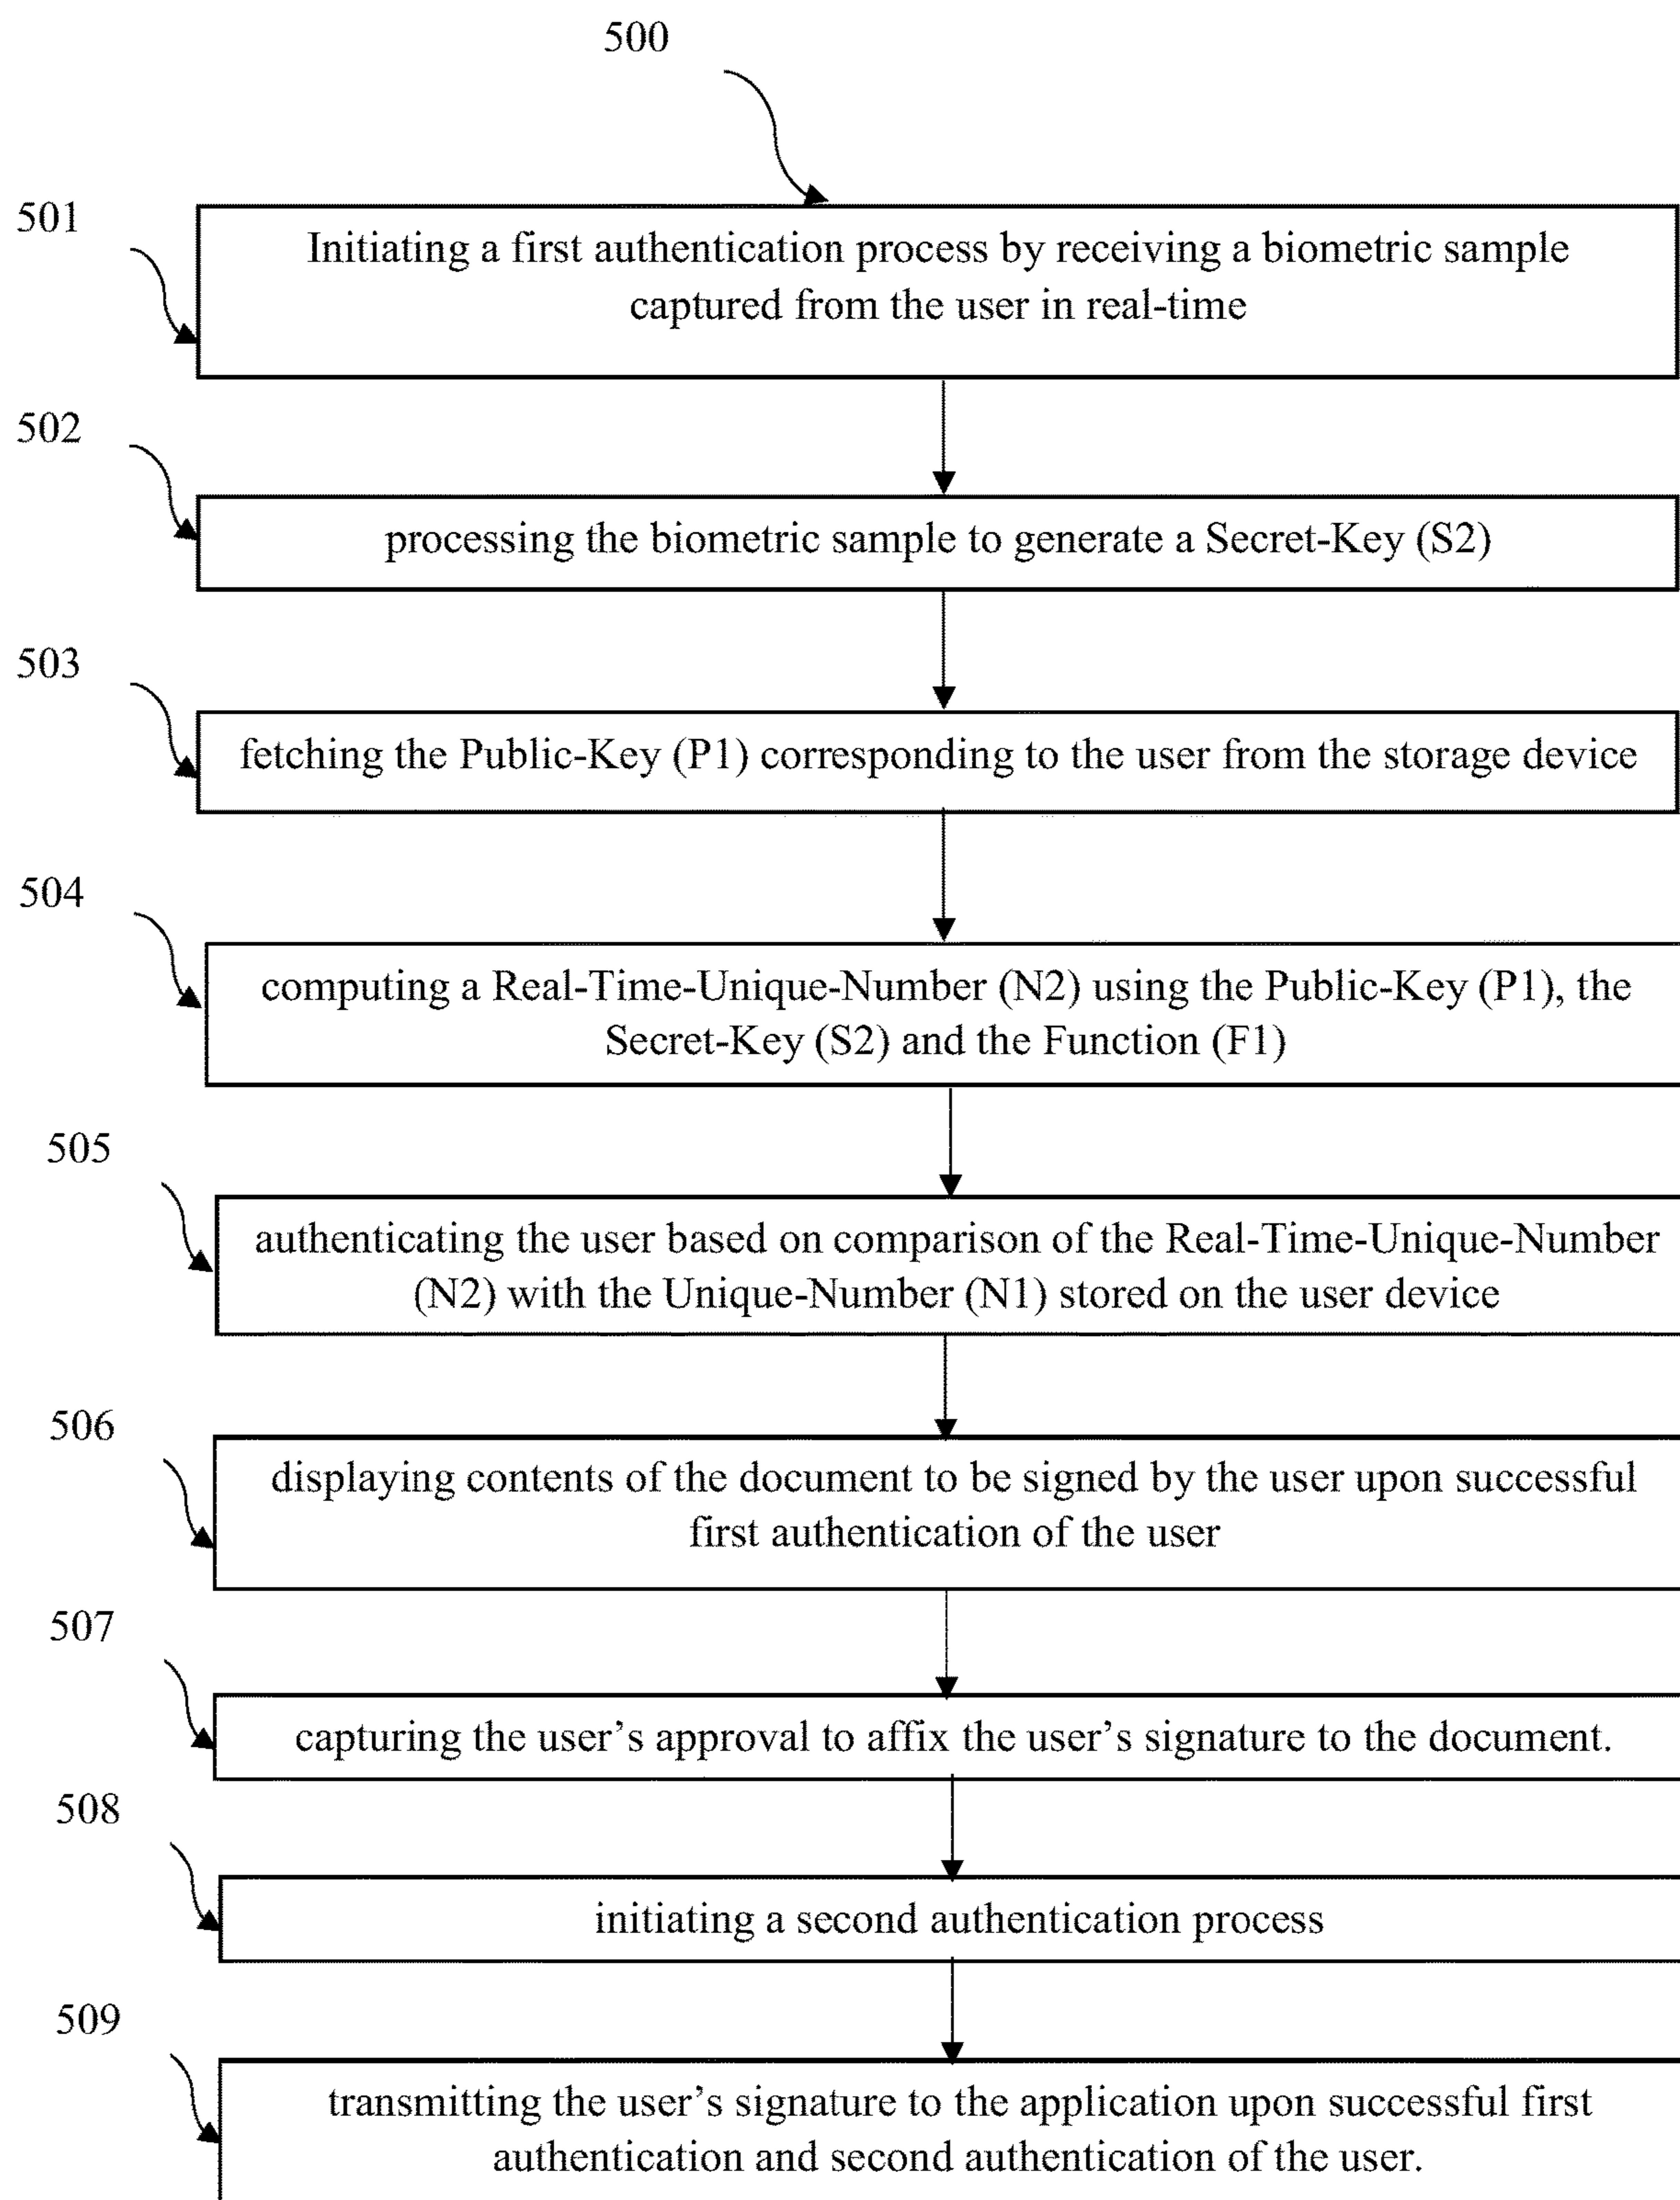 500
501
Initiating a first authentication process by receiving a biometric sample
captured from the user in real-time
502
processing the biometric sample to generate a Secret-Key (S2)
503
fetching the Public-Key (P1) corresponding to the user from the storage device
504
computing a Real-Time-Unique-Number (N2) using the Public-Key (P1), the
Secret-Key (S2) and the Function (F1)
505
authenticating the user based on comparison of the Real-Time-Unique-Number
(N2) with the Unique-Number (N1) stored on the user device
506
displaying contents of the document to be signed by the user upon successful
first authentication of the user
507
capturing the user’s approval to affix the user’s signature to the document.
508
initiating a second authentication process
509
transmitting the user’s signature to the application upon successful first
authentication and second authentication of the user.